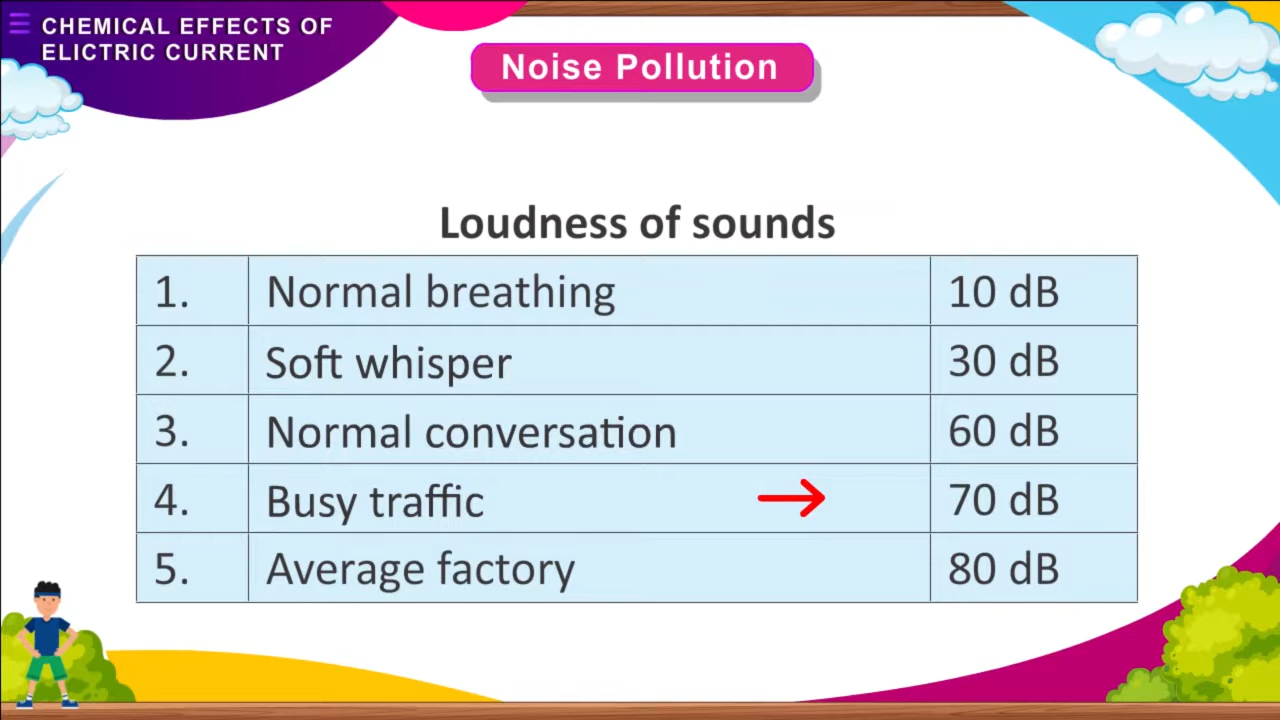 CHEMICAL EFFECTS OF
ELICTRIC CURRENT
Noise Pollution
Loudness of sounds
1. Normal breathing 10 dB
2. Soft whisper 30 dB
3. Normal conversation 60 dB
4. Busy traffic → 70 dB
5. Average factory 80 dB